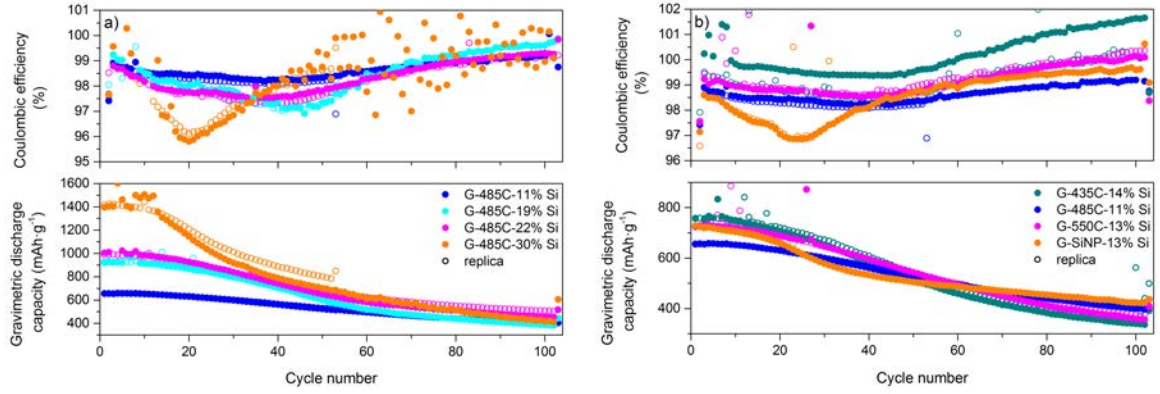 a)
Coulombic efficiency
(%)
101
100
99
98
97
96
95
Gravimetric discharge
capacity (mAh·g⁻¹)
1600
1400
1200
1000
800
600
400
G-485C-11% Si
G-485C-19% Si
G-485C-22% Si
G-485C-30% Si
replica
0 20 40 60 80 100
Cycle number
b)
Coulombic efficiency
(%)
102
101
100
99
98
97
96
Gravimetric discharge
capacity (mAh·g⁻¹)
800
600
400
G-435C-14% Si
G-485C-11% Si
G-550C-13% Si
G-SiNP-13% Si
replica
0 20 40 60 80 100
Cycle number